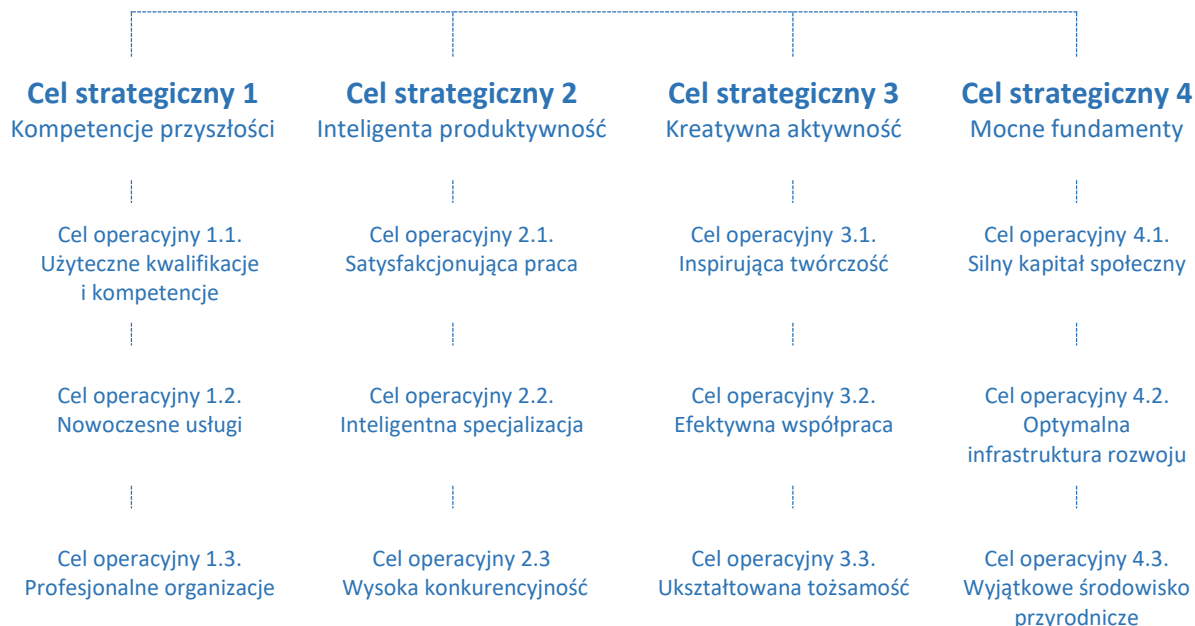 Cel strategiczny 1
Kompetencje przyszłości
Cel operacyjny 1.1.
Użyteczne kwalifikacje
i kompetencje
Cel operacyjny 1.2.
Nowoczesne usługi
Cel operacyjny 1.3.
Profesjonalne organizacje
Cel strategiczny 2
Inteligenta produktywność
Cel operacyjny 2.1.
Satysfakcjonująca praca
Cel operacyjny 2.2.
Inteligentna specjalizacja
Cel operacyjny 2.3
Wysoka konkurencyjność
Cel strategiczny 3
Kreatywna aktywność
Cel operacyjny 3.1.
Inspirująca twórczość
Cel operacyjny 3.2.
Efektywna współpraca
Cel operacyjny 3.3.
Ukształtowana tożsamość
Cel strategiczny 4
Mocne fundamenty
Cel operacyjny 4.1.
Silny kapitał społeczny
Cel operacyjny 4.2.
Optymalna
infrastruktura rozwoju
Cel operacyjny 4.3.
Wyjątkowe środowisko
przyrodnicze